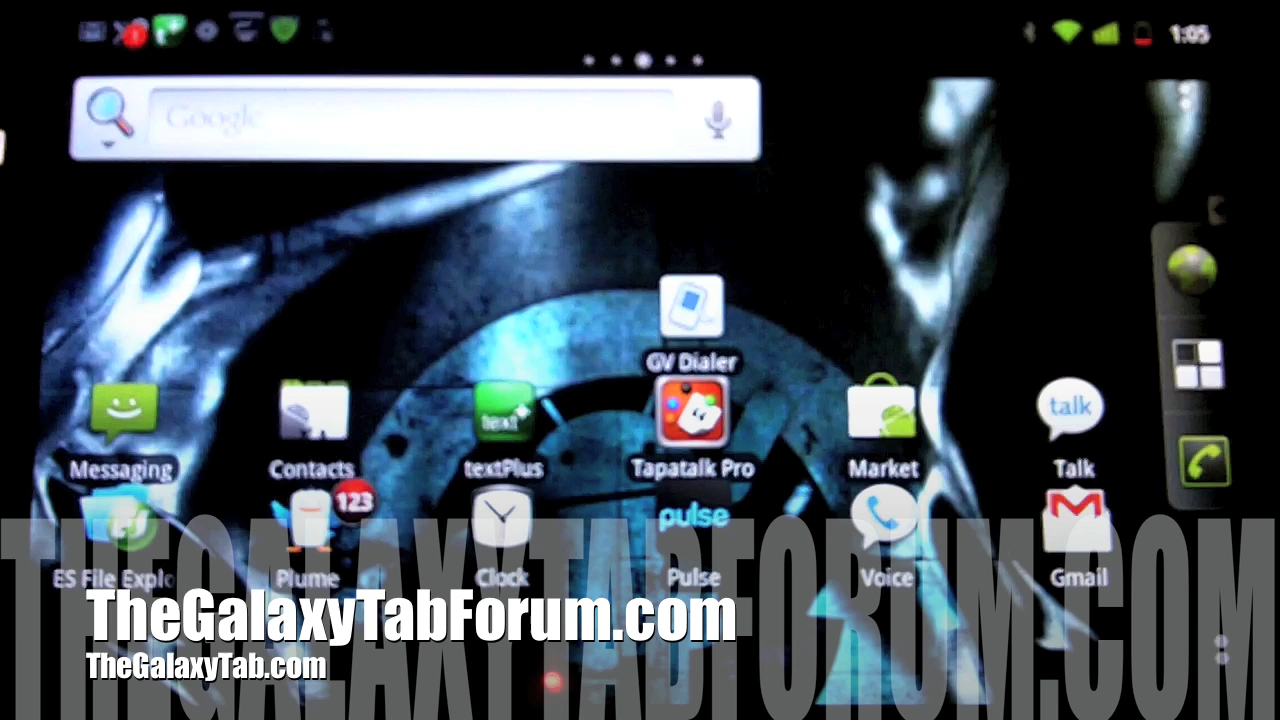 1:05
Google
GV Dialer
text+
talk
Messaging
Contacts
textPlus
Tapatalk Pro
Market
Talk
123
pulse
ES File Explo
Plume
Clock
Pulse
Voice
Gmail
THEGALAXYTABFORUM.COM
TheGalaxyTabForum.com
TheGalaxyTab.com